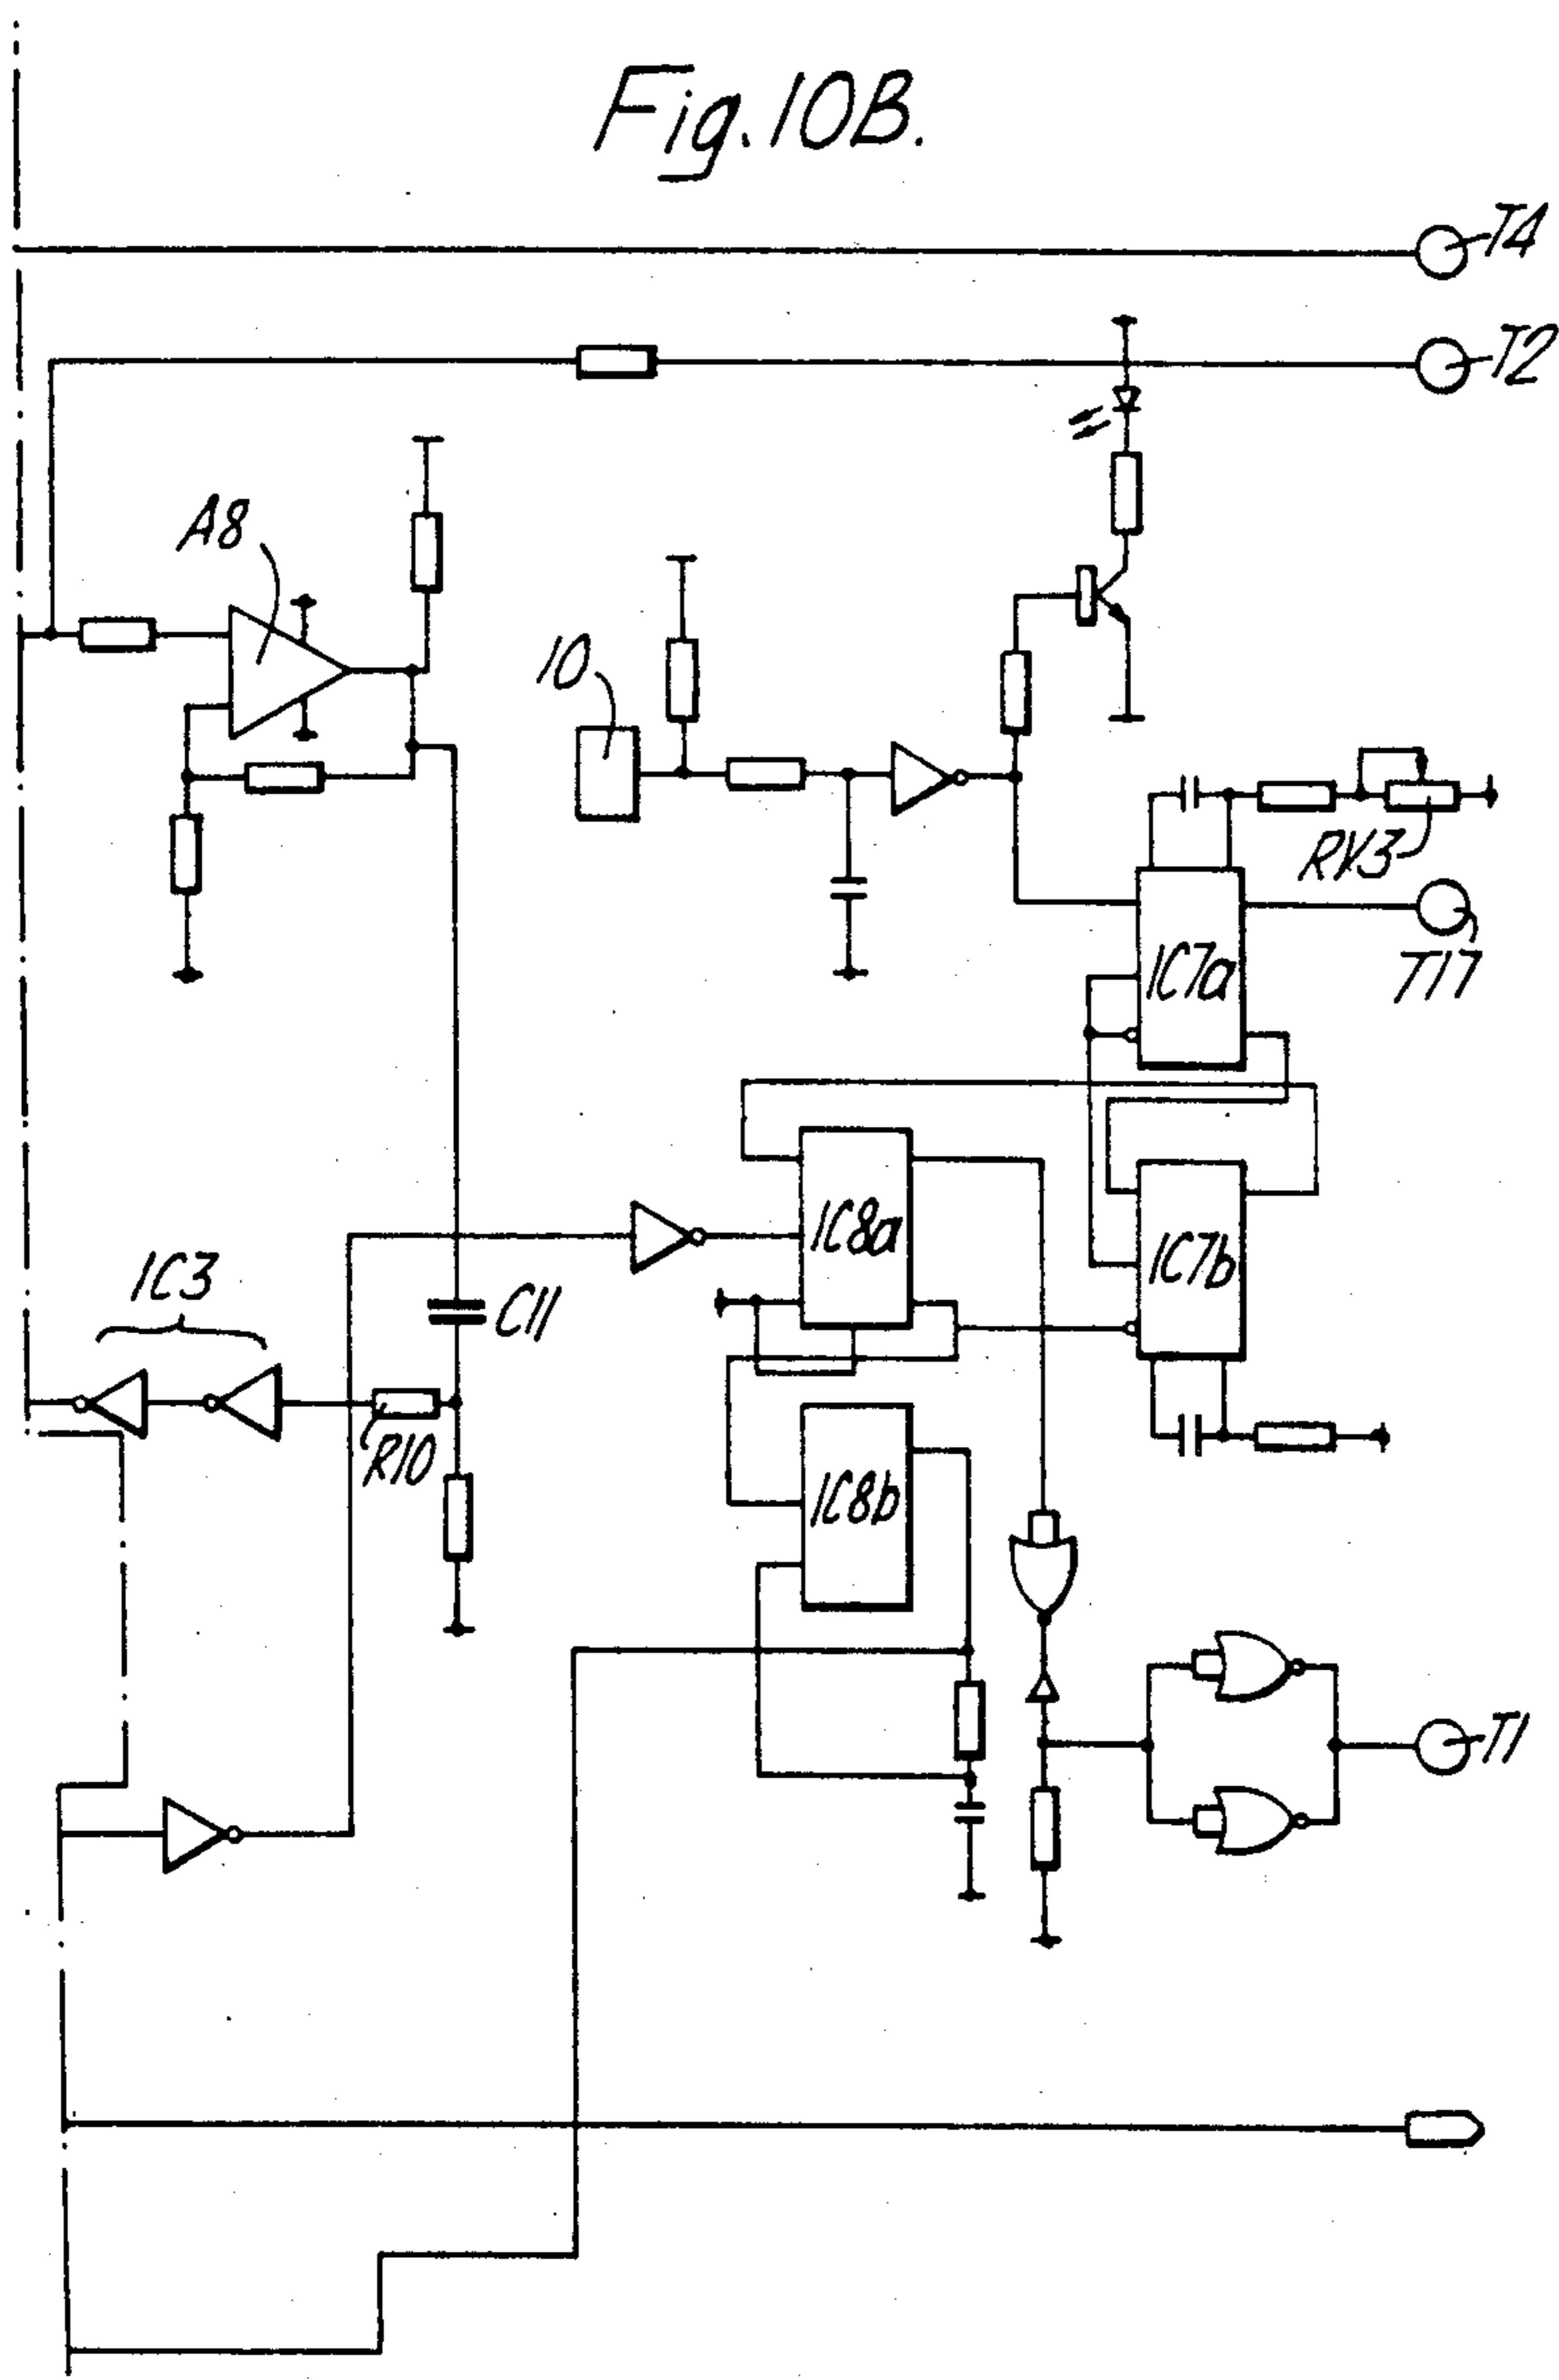 Fig. 10B.
T4
T2
A8
10
RV3
IC7a
T17
IC8a
IC7b
IC3
C11
R10
IC8b
T1